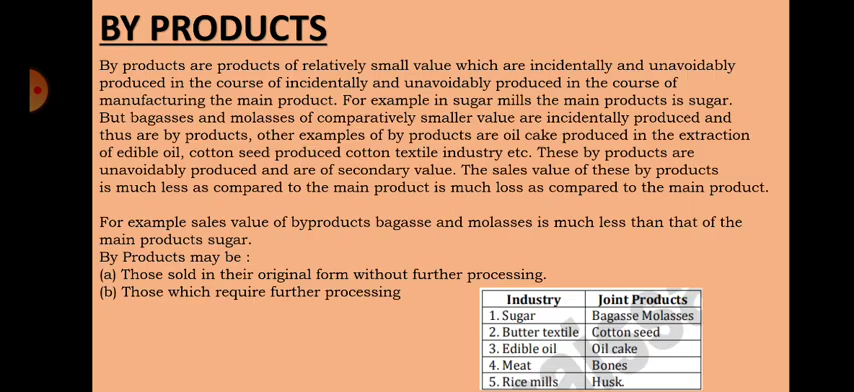 BY PRODUCTS
By products are products of relatively small value which are incidentally and unavoidably
produced in the course of incidentally and unavoidably produced in the course of
manufacturing the main product. For example in sugar mills the main products is sugar.
But bagasses and molasses of comparatively smaller value are incidentally produced and
thus are by products, other examples of by products are oil cake produced in the extraction
of edible oil, cotton seed produced cotton textile industry etc. These by products are
unavoidably produced and are of secondary value. The sales value of these by products
is much less as compared to the main product is much loss as compared to the main product.
For example sales value of byproducts bagasse and molasses is much less than that of the
main products sugar.
By Products may be :
(a) Those sold in their original form without further processing.
(b) Those which require further processing
Industry Joint Products
1. Sugar Bagasse Molasses
2. Butter textile Cotton seed
3. Edible oil Oil cake
4. Meat Bones
5. Rice mills Husk.